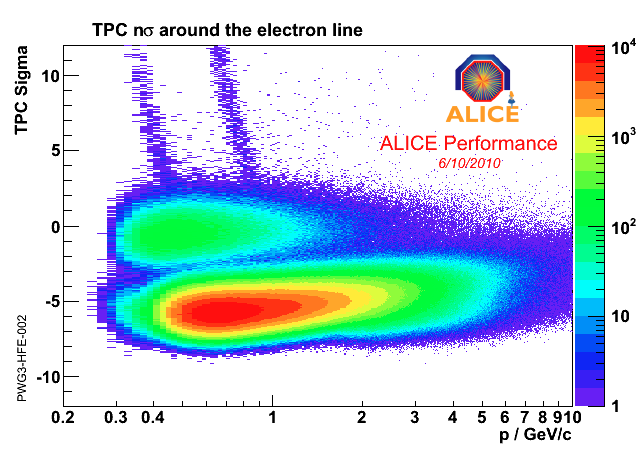 TPC nσ around the electron line
TPC Sigma
10
5
0
-5
-10
PWG3-HFE-002
ALICE
ALICE Performance
6/10/2010
0.2 0.3 0.4 1 2 3 4 5 6 7 8 910
p / GeV/c
10⁴
10³
10²
10
1